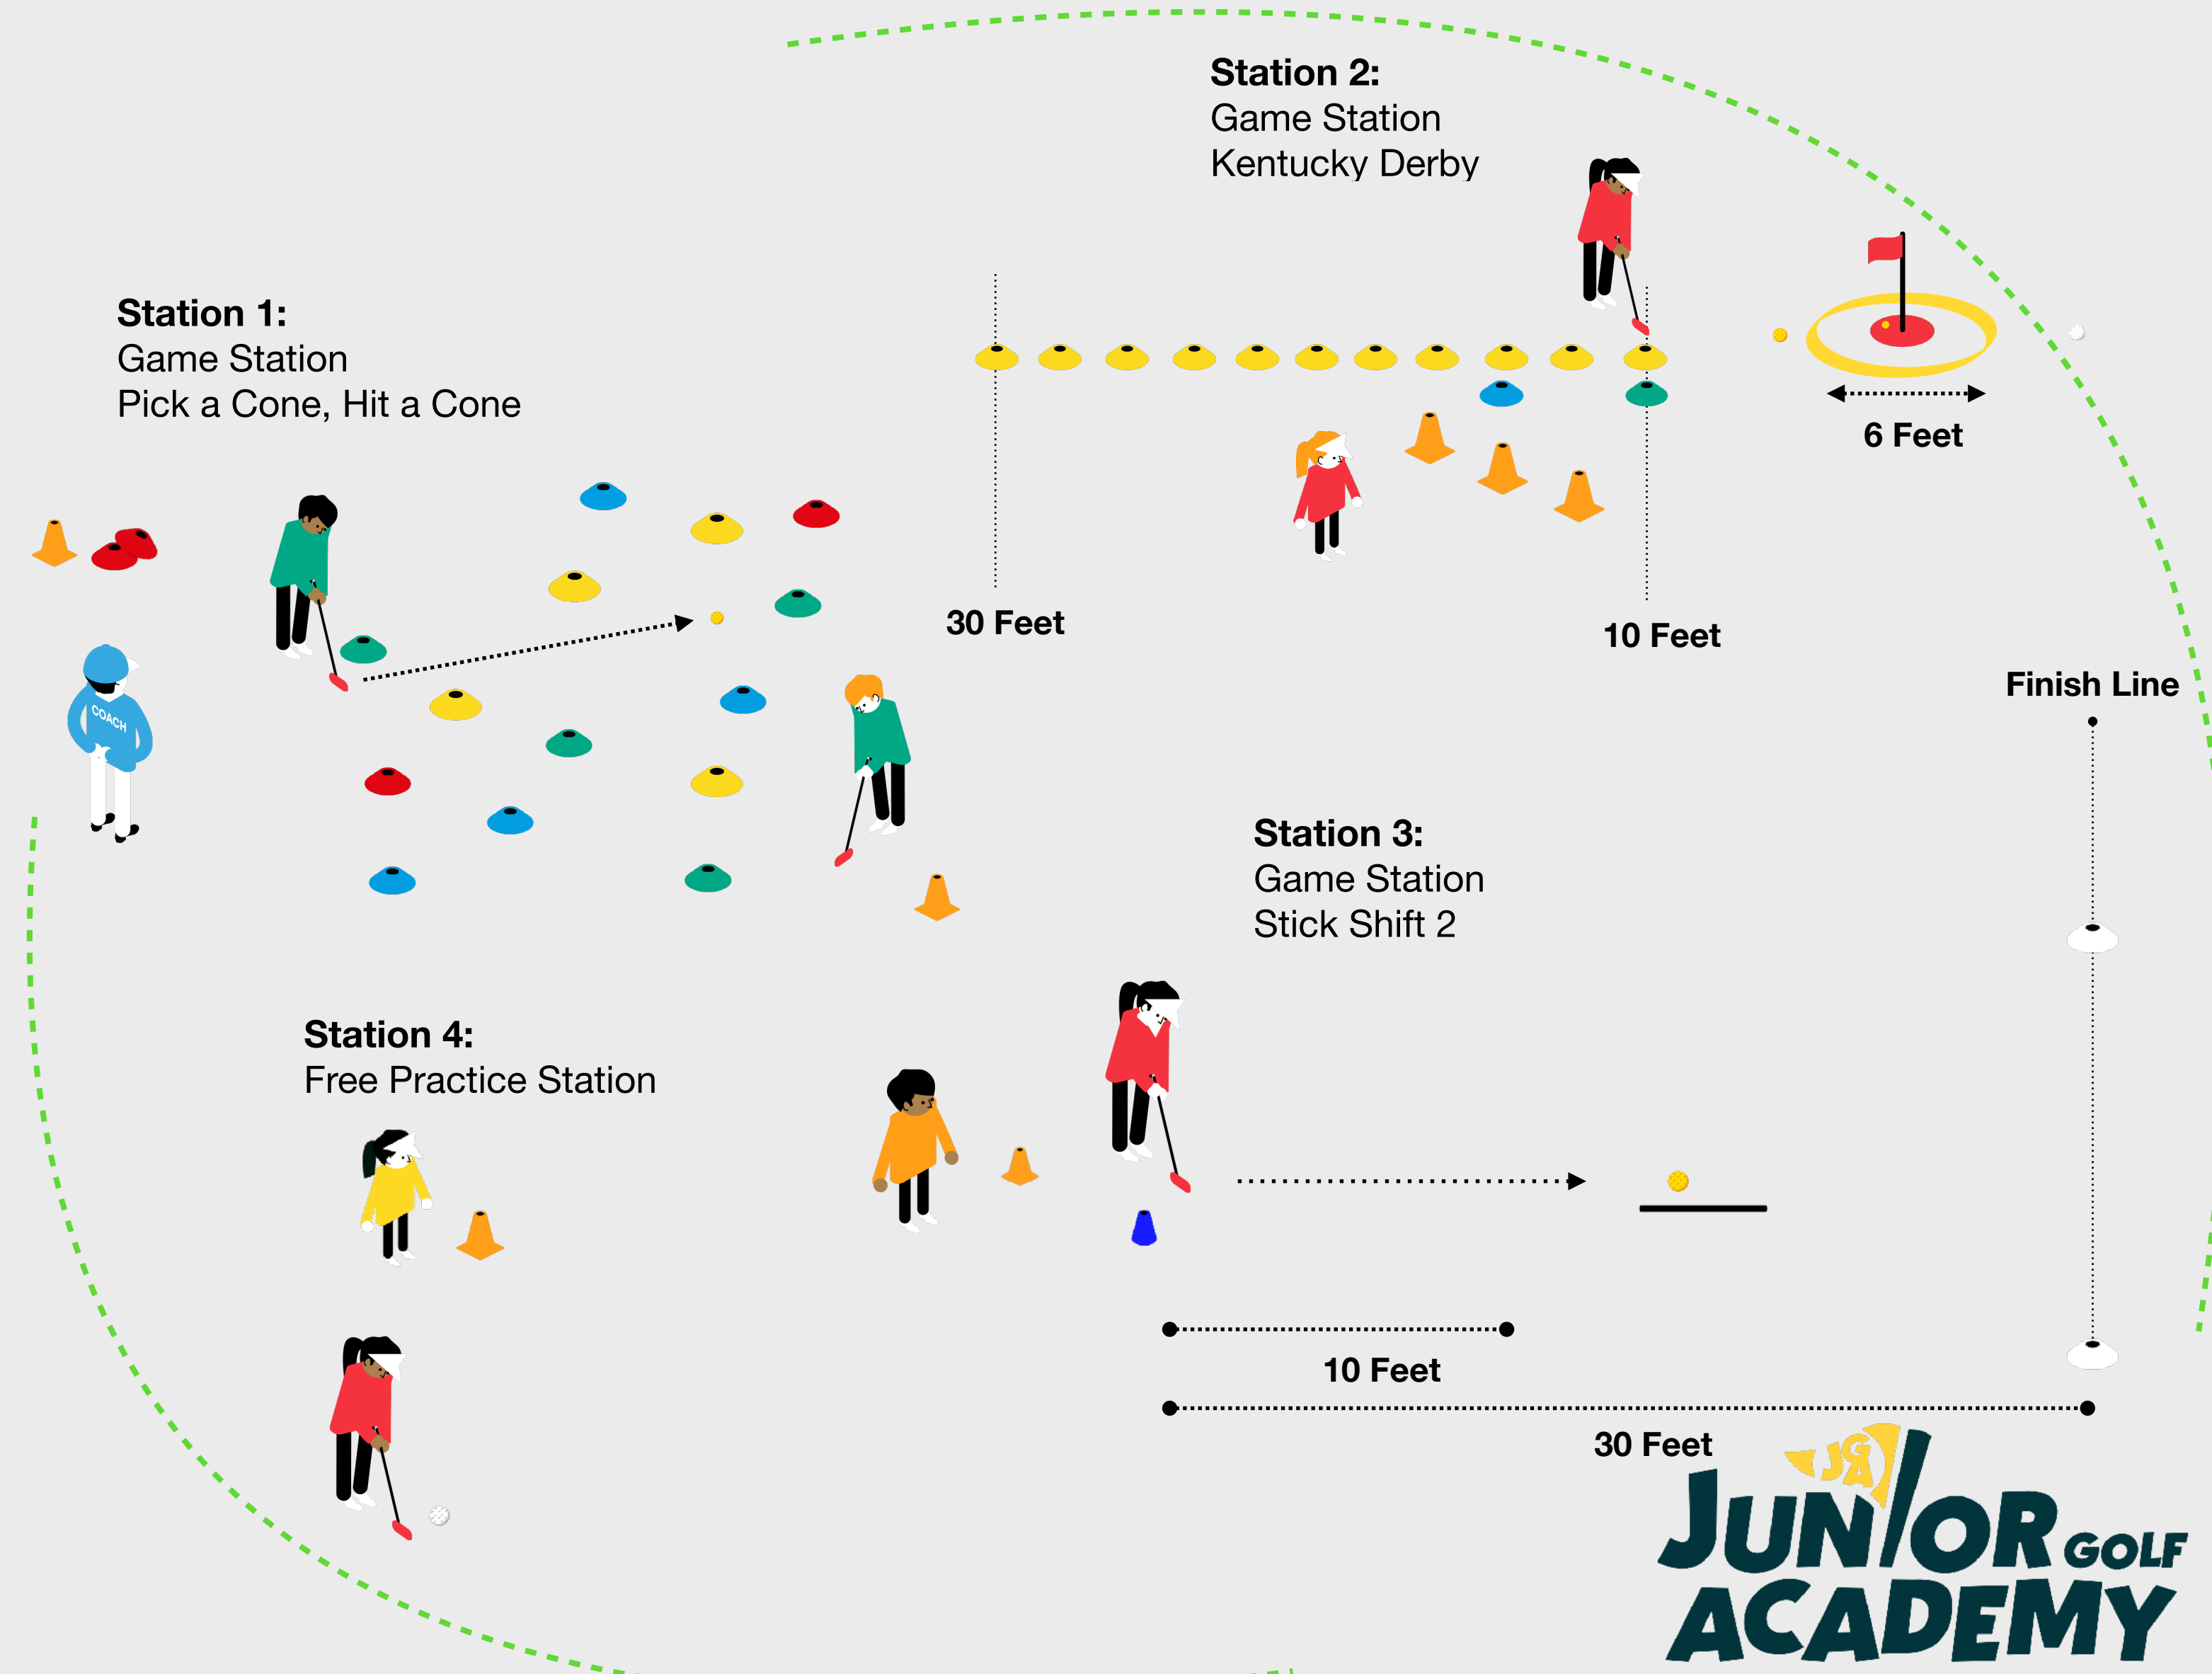 Station 2:
Game Station
Kentucky Derby
Station 1:
Game Station
Pick a Cone, Hit a Cone
6 Feet
30 Feet
10 Feet
COACH
Finish Line
Station 3:
Game Station
Stick Shift 2
Station 4:
Free Practice Station
10 Feet
30 Feet
JGA
JUNIOR GOLF
ACADEMY